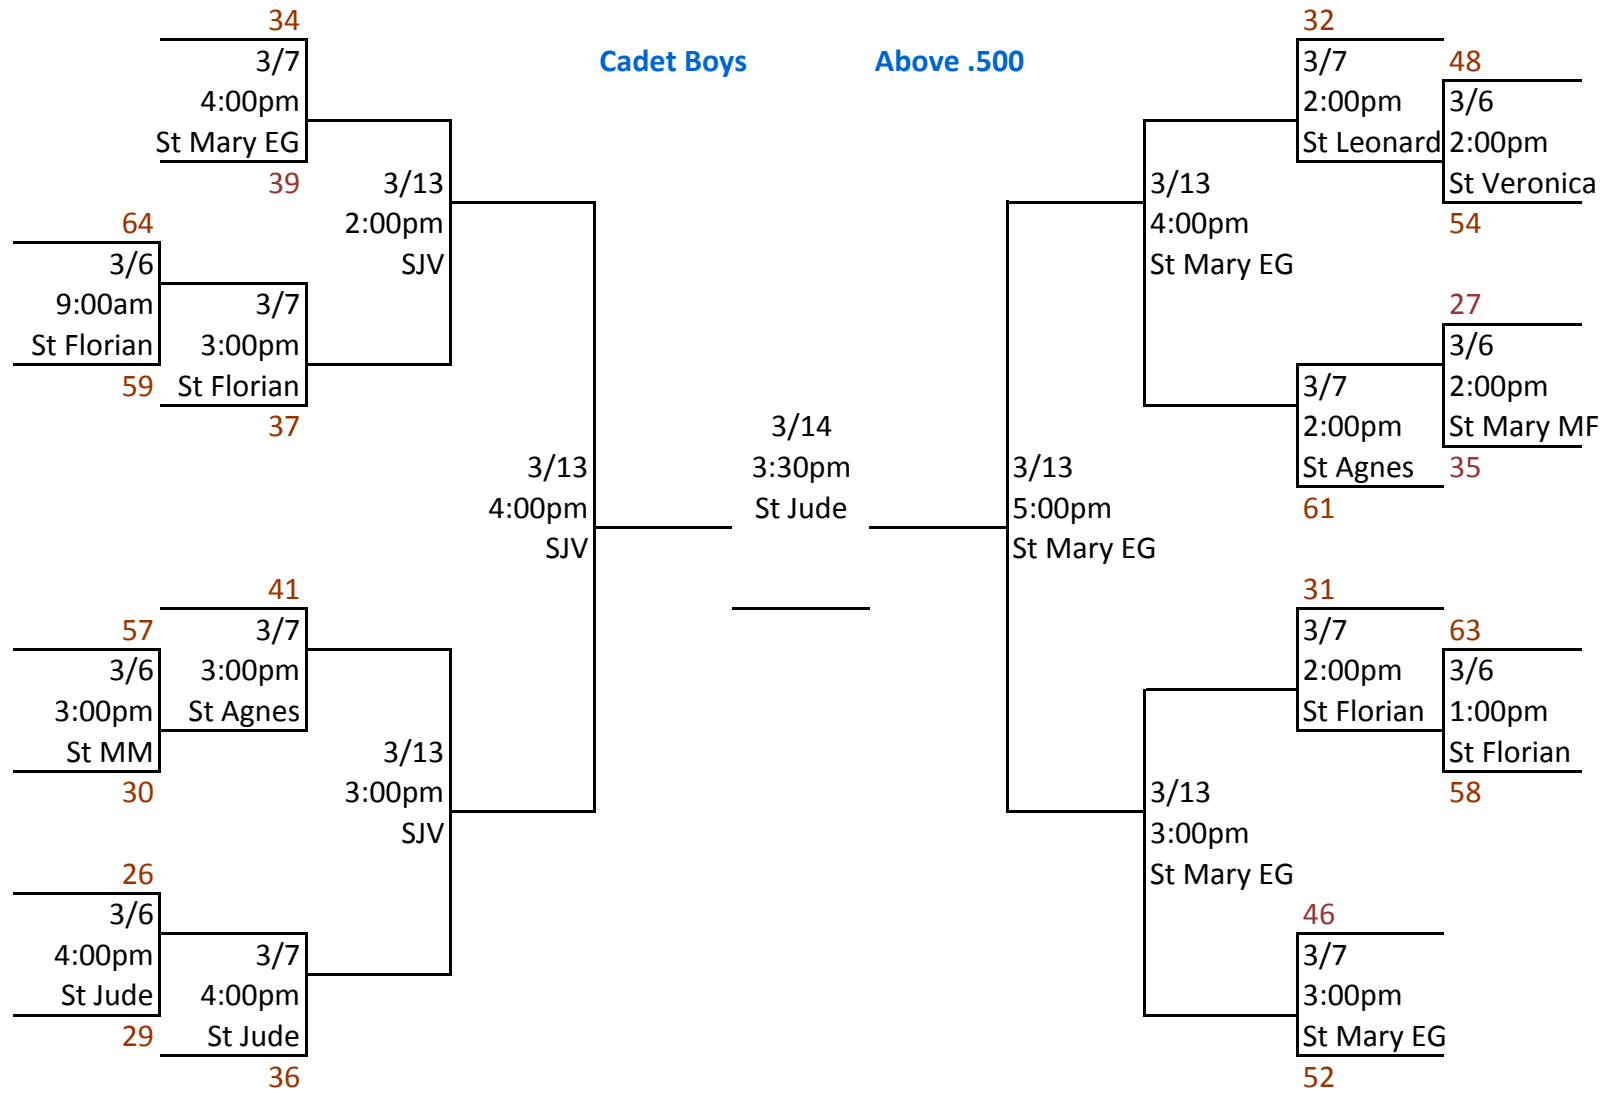 Cadet Boys
Above .500
34
3/7
4:00pm
St Mary EG
39
64
3/6
9:00am
St Florian
59
3/7
3:00pm
St Florian
37
3/13
2:00pm
SJV
3/13
4:00pm
SJV
41
3/7
3:00pm
St Agnes
57
3/6
3:00pm
St MM
30
3/13
3:00pm
SJV
26
3/6
4:00pm
St Jude
29
3/7
4:00pm
St Jude
36
3/14
3:30pm
St Jude
32
3/7
2:00pm
St Leonard
48
3/6
2:00pm
St Veronica
54
3/13
4:00pm
St Mary EG
27
3/6
2:00pm
St Mary MF
35
3/7
2:00pm
St Agnes
61
3/13
5:00pm
St Mary EG
31
3/7
2:00pm
St Florian
63
3/6
1:00pm
St Florian
58
3/13
3:00pm
St Mary EG
46
3/7
3:00pm
St Mary EG
52